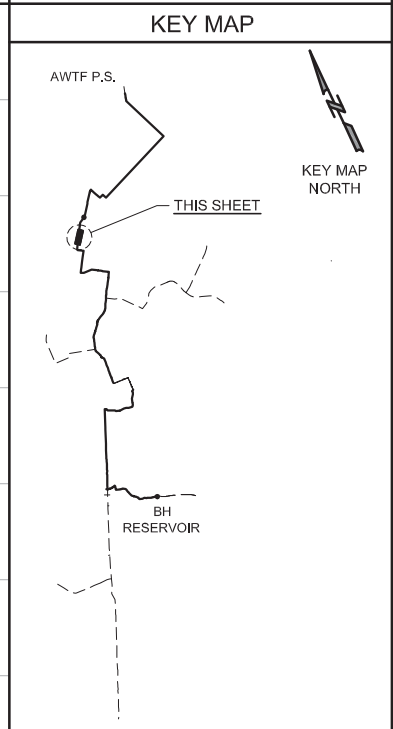 KEY MAP
AWTF P.S.
KEY MAP
NORTH
THIS SHEET
BH
RESERVOIR